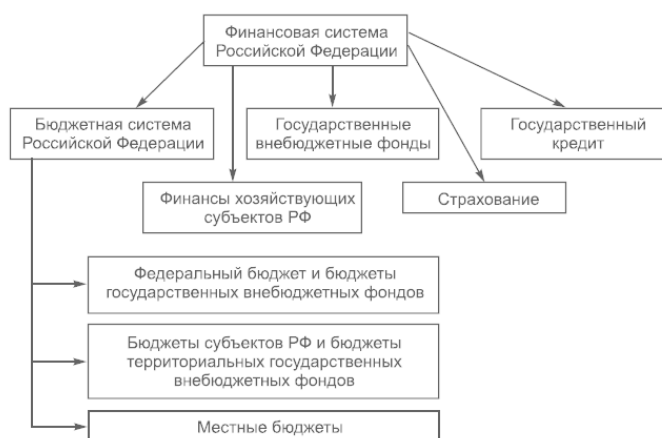 Финансовая система
Российской Федерации
Бюджетная система
Российской Федерации
Государственные
внебюджетные фонды
Государственный
кредит
Финансы хозяйствующих
субъектов РФ
Страхование
Федеральный бюджет и бюджеты
государственных внебюджетных фондов
Бюджеты субъектов РФ и бюджеты
территориальных государственных
внебюджетных фондов
Местные бюджеты